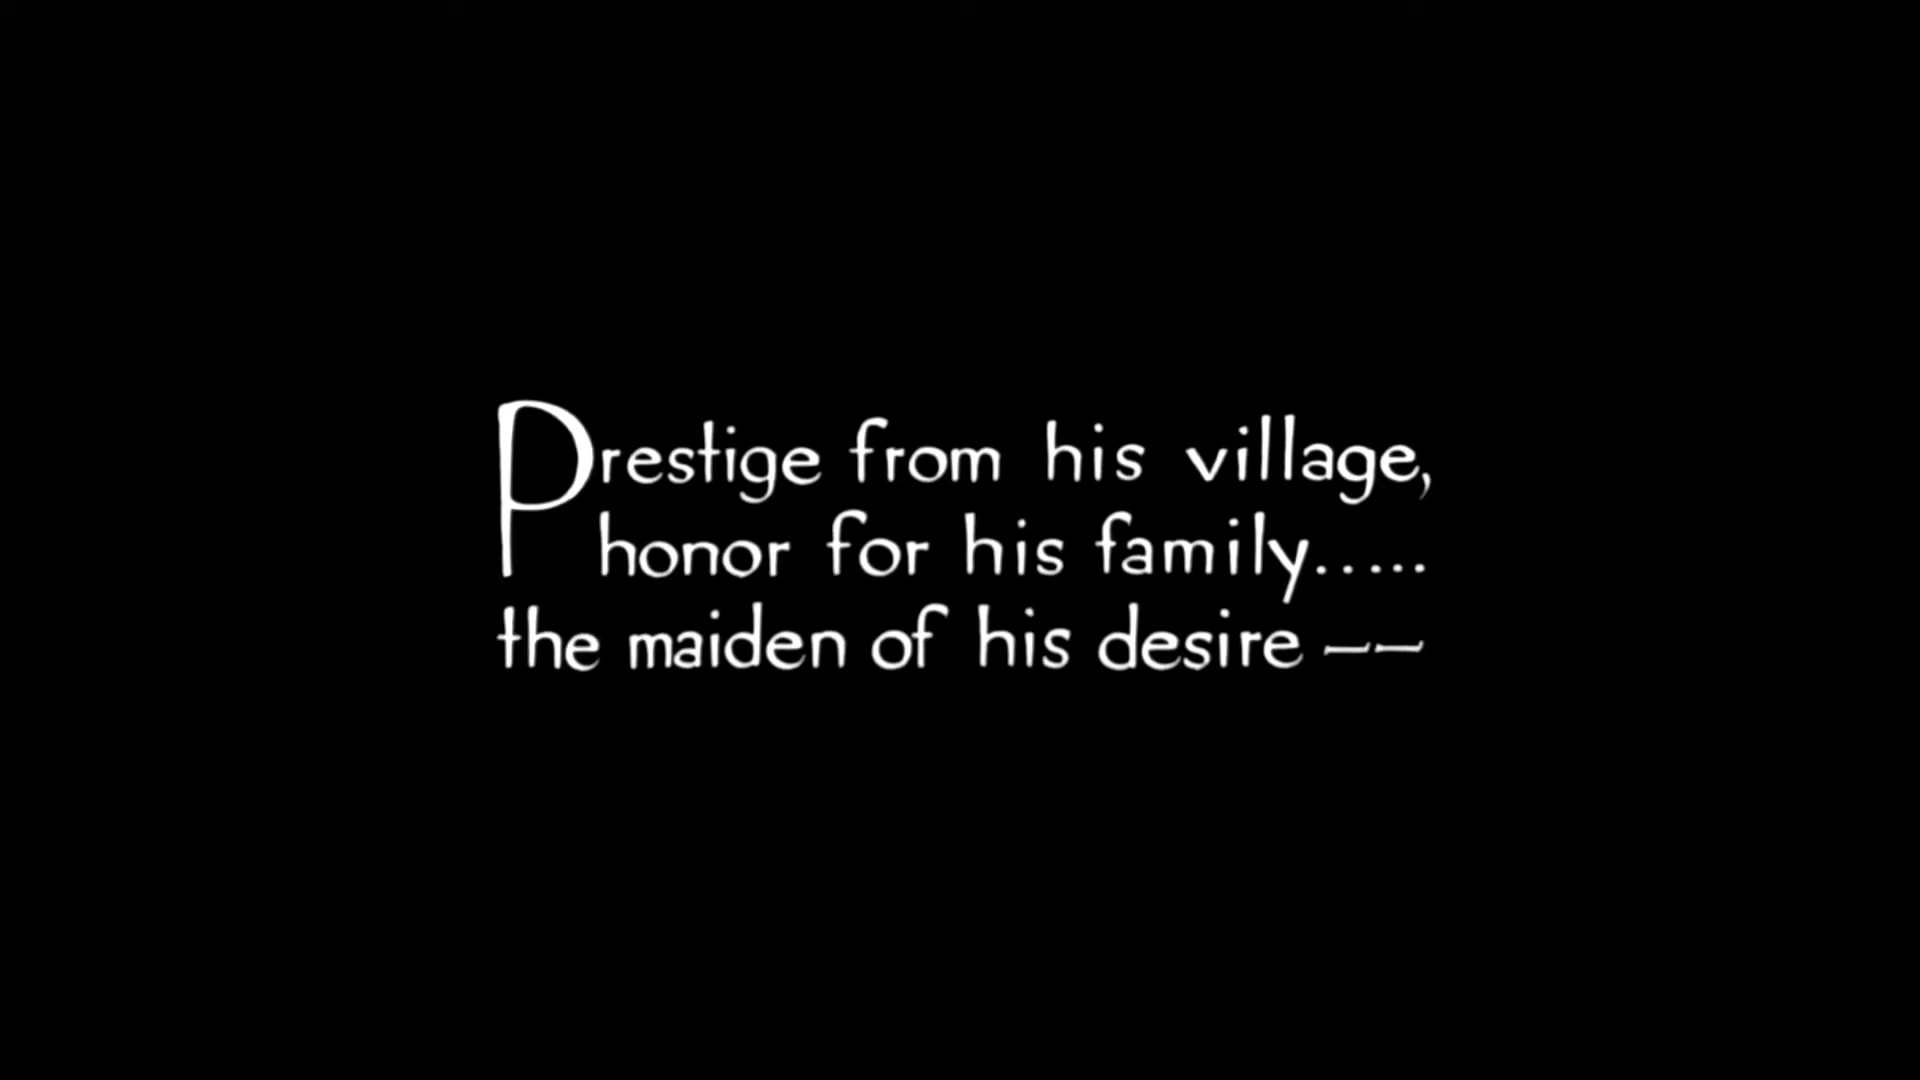 Prestige from his village,
honor for his family.....
the maiden of his desire --